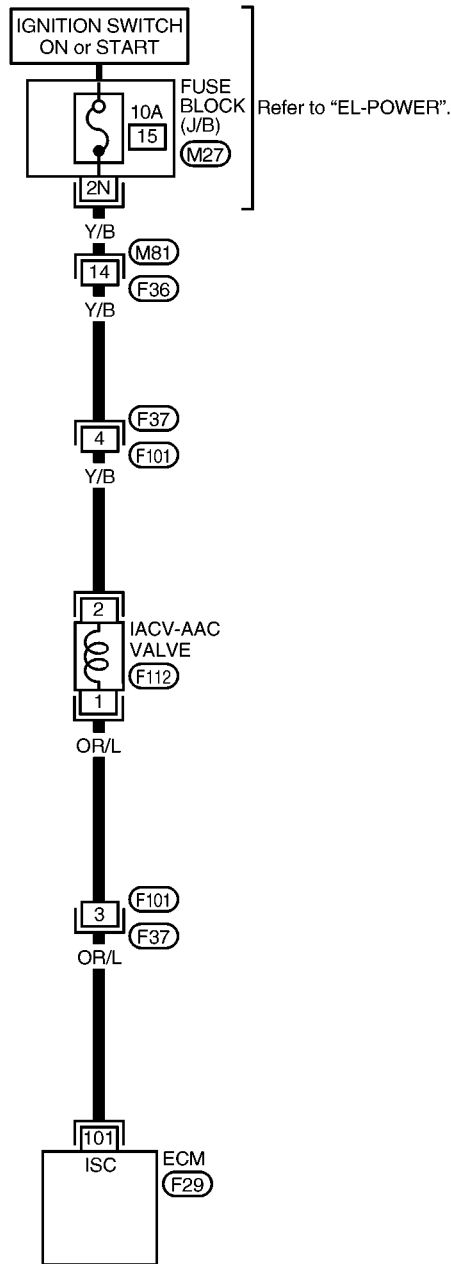 IGNITION SWITCH
ON or START
FUSE
BLOCK
(J/B)
10A
15
M27
Refer to “EL-POWER”.
2N
Y/B
M81
14
F36
Y/B
F37
4
F101
Y/B
2
IACV-AAC
VALVE
F112
1
OR/L
F101
3
F37
OR/L
101
ISC
ECM
F29